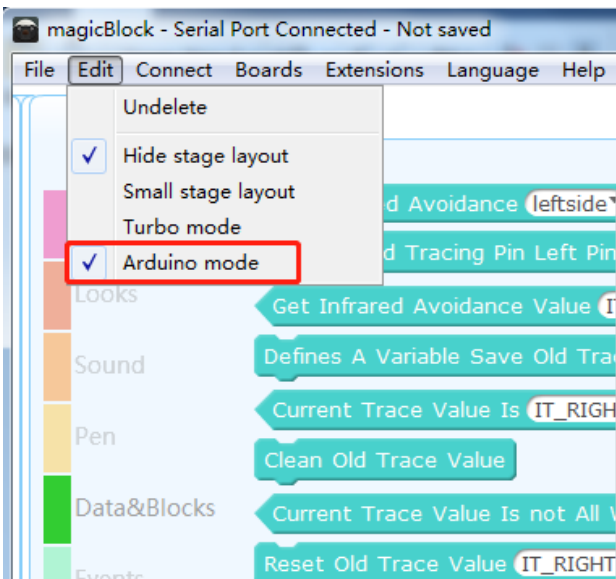 magicBlock - Serial Port Connected - Not saved
File Edit Connect Boards Extensions Language Help
Undelete
Hide stage layout
Small stage layout
Turbo mode
Arduino mode
Avoidance leftside
Tracing Pin Left Pin
Looks
Get Infrared Avoidance Value
Sound
Defines A Variable Save Old
Current Trace Value Is IT_RIGH
Pen
Clean Old Trace Value
Data&Blocks
Current Trace Value Is not All
Events
Reset Old Trace Value IT_RIGHT